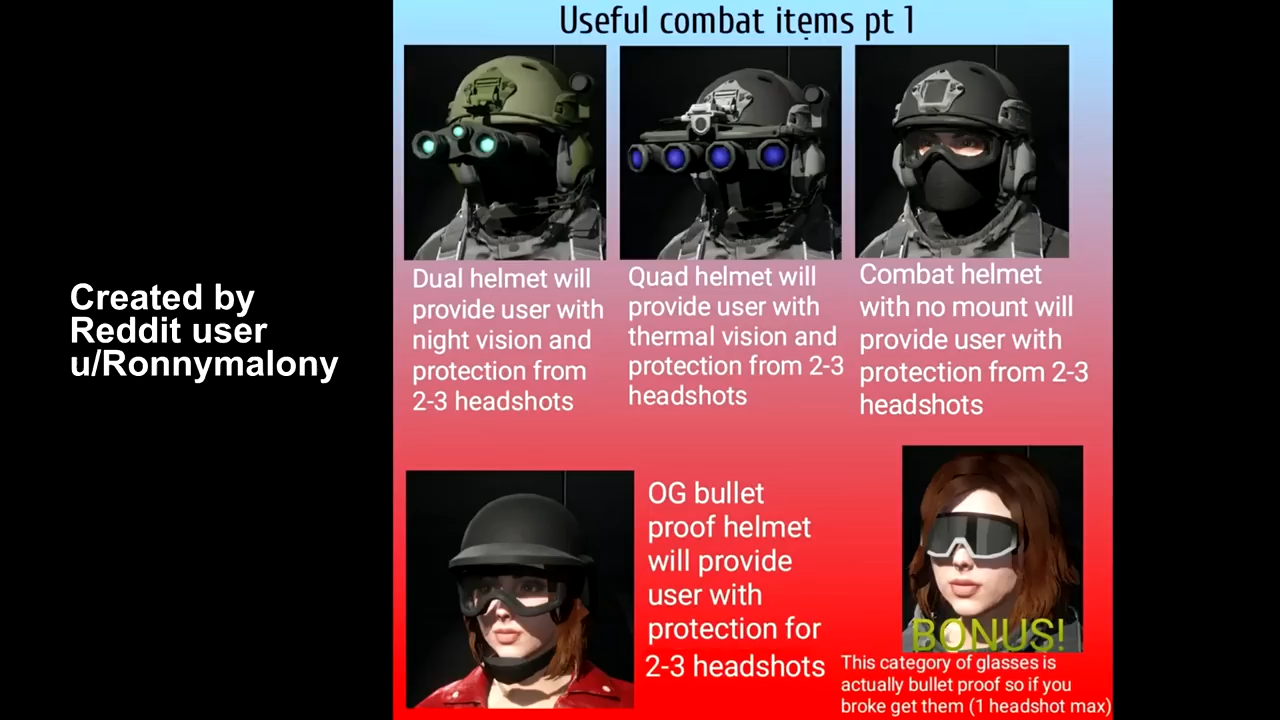 Useful combat items pt 1
Created by
Reddit user
u/Ronnymalony
Dual helmet will
provide user with
night vision and
protection from
2-3 headshots
Quad helmet will
provide user with
thermal vision and
protection from 2-3
headshots
Combat helmet
with no mount will
provide user with
protection from 2-3
headshots
OG bullet
proof helmet
will provide
user with
protection for
2-3 headshots
BONUS!
This category of glasses is
actually bullet proof so if you
broke get them (1 headshot max)